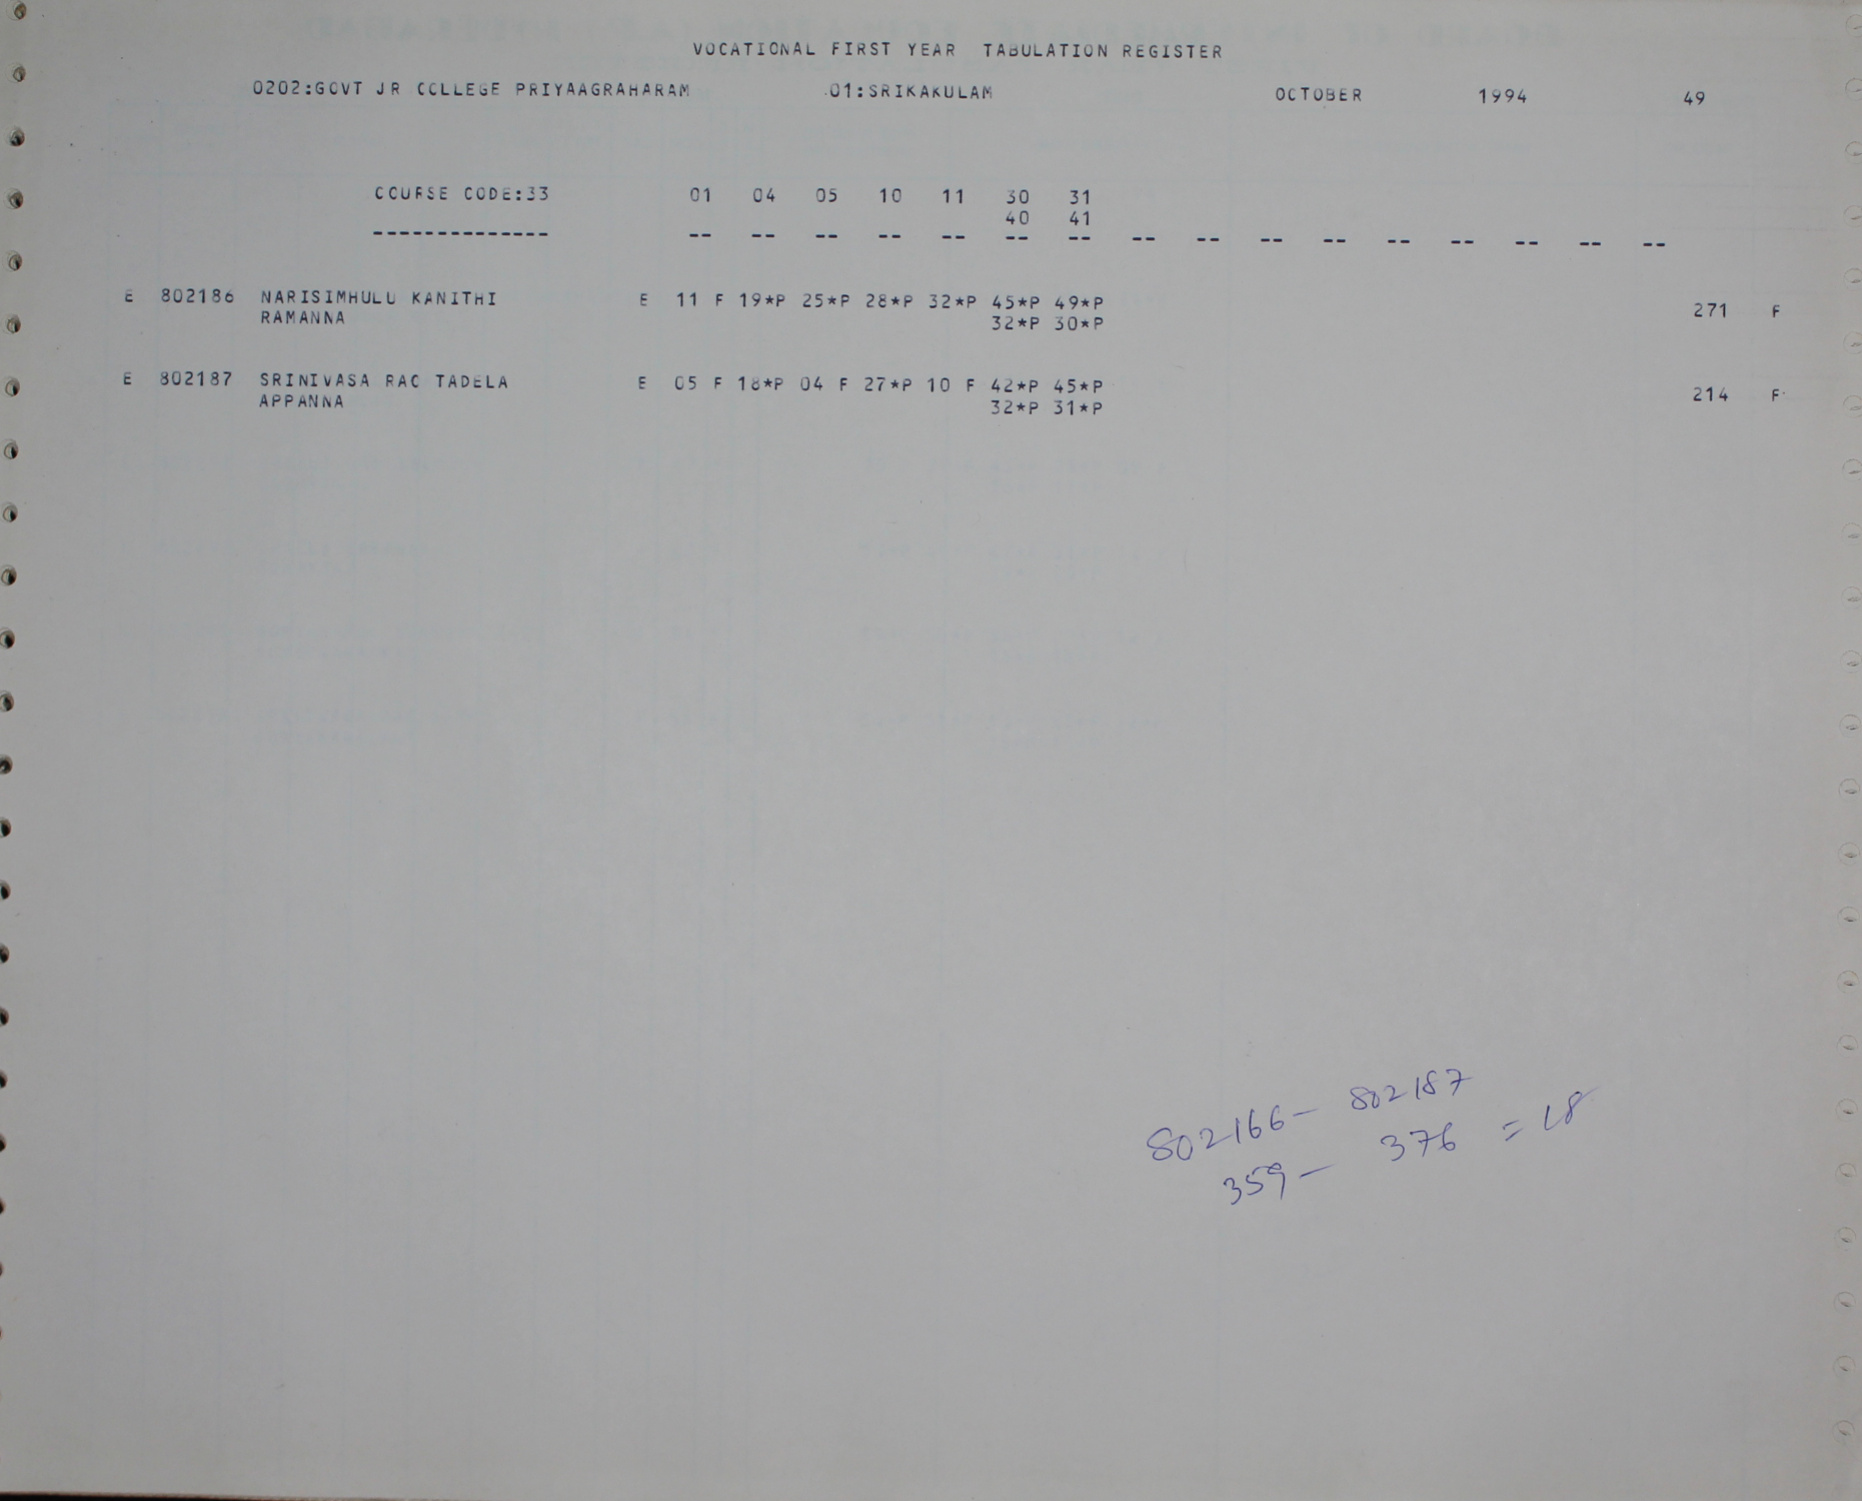 VOCATIONAL FIRST YEAR TABULATION REGISTER
0202:GOVT JR COLLEGE PRIYAAGRAHARAM 01:SRIKAKULAM OCTOBER 1994 49
COURSE CODE:33 01 04 05 10 11 30 31
40 41
-------------- -- -- -- -- -- -- -- -- -- -- -- -- -- -- -- --
E 802186 NARISIMHULU KANITHI E 11 F 19*P 25*P 28*P 32*P 45*P 49*P 271 F
RAMANNA 32*P 30*P
E 802187 SRINIVASA RAO TADELA E 05 F 18*P 04 F 27*P 10 F 42*P 45*P 214 F
APPANNA 32*P 31*P
802166 - 802187
359 - 376 = 18